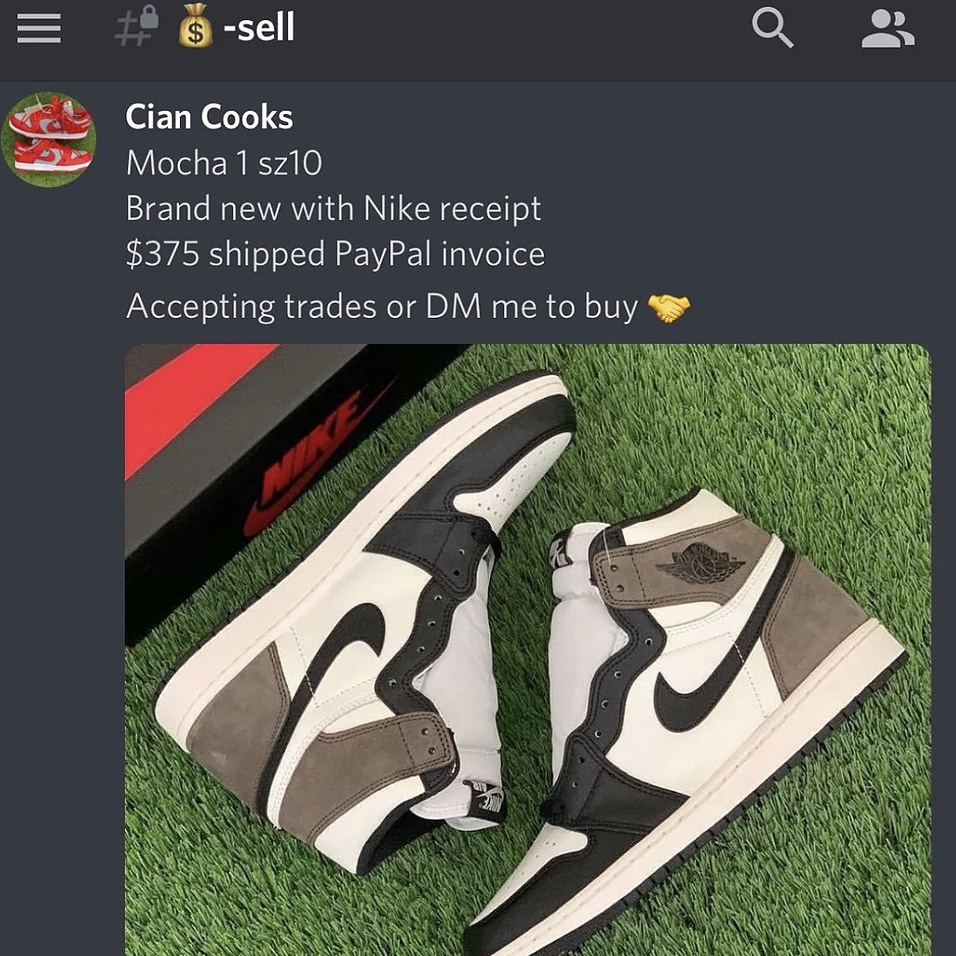 # 💰-sell
Cian Cooks
Mocha 1 sz10
Brand new with Nike receipt
$375 shipped PayPal invoice
Accepting trades or DM me to buy 🤝
NIKE
NIKE